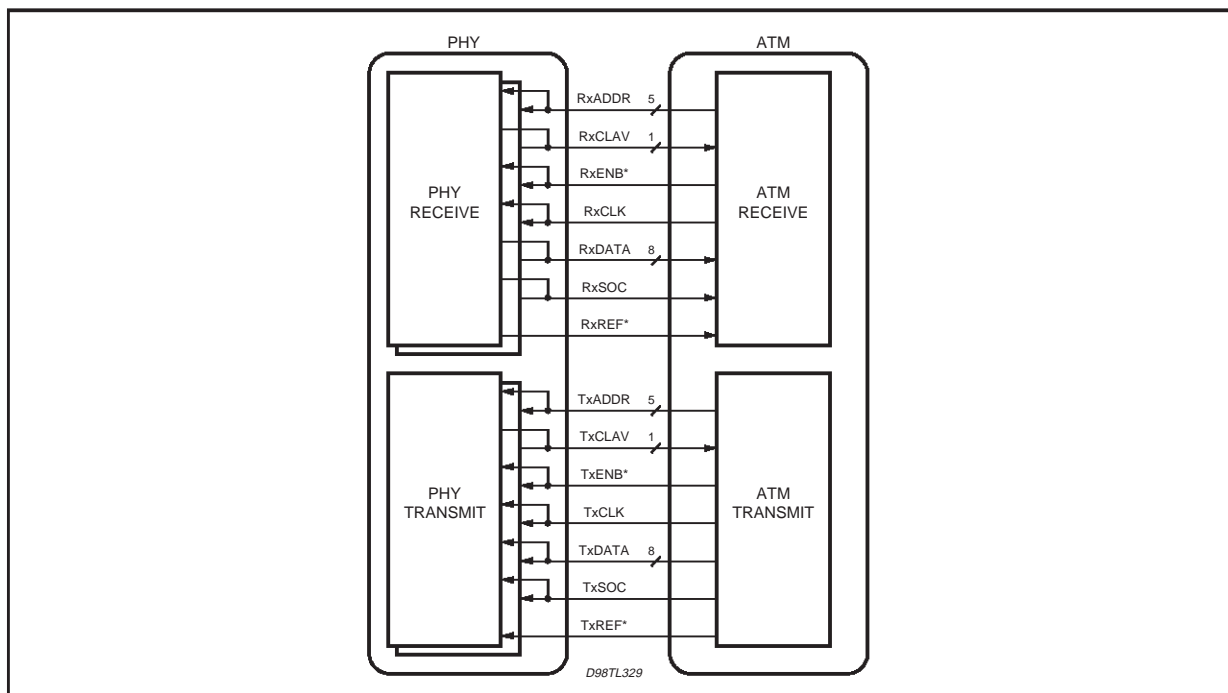 PHY ATM
RxADDR 5
RxCLAV 1
RxENB*
PHY
RECEIVE
ATM
RECEIVE
RxCLK
RxDATA 8
RxSOC
RxREF*
TxADDR 5
TxCLAV 1
TxENB*
PHY
TRANSMIT
ATM
TRANSMIT
TxCLK
TxDATA 8
TxSOC
TxREF*
D98TL329